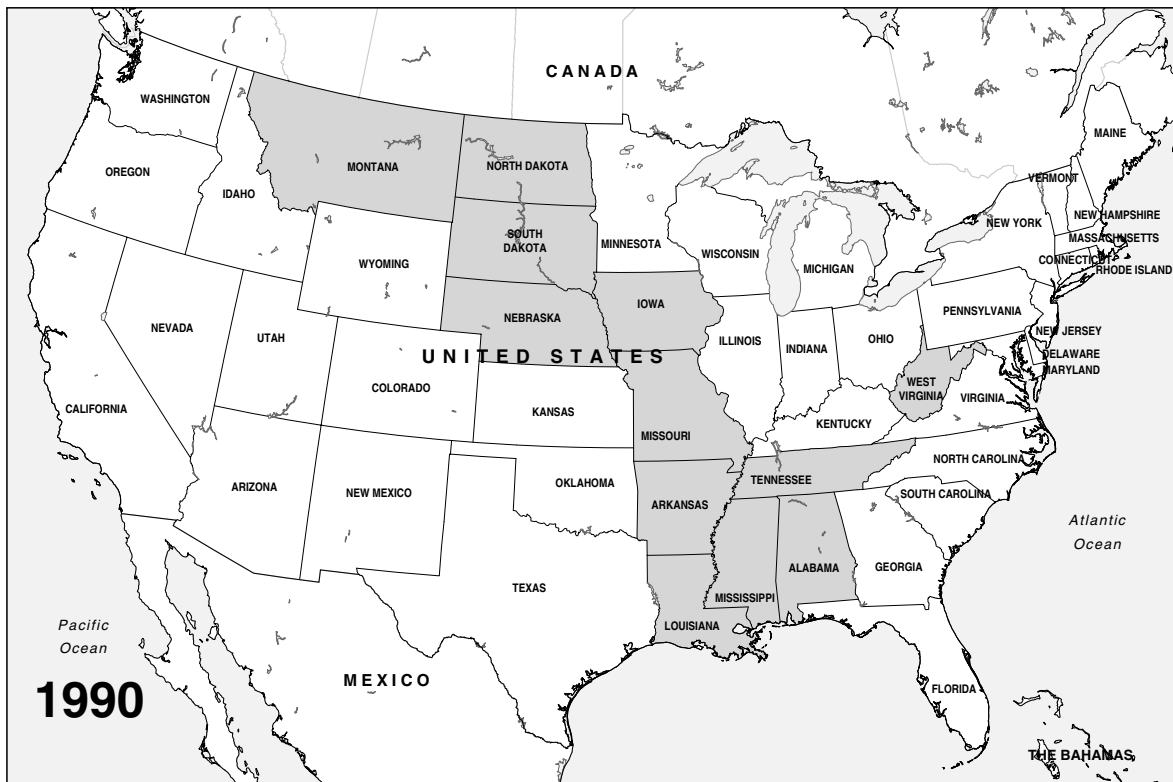 CANADA
WASHINGTON
MAINE
MONTANA
NORTH DAKOTA
OREGON
VERMONT
IDAHO
NEW HAMPSHIRE
NEW YORK
SOUTH
DAKOTA
MINNESOTA
MASSACHUSETTS
WISCONSIN
CONNECTICUT
WYOMING
MICHIGAN
RHODE ISLAND
IOWA
PENNSYLVANIA
NEBRASKA
NEVADA
NEW JERSEY
UTAH
ILLINOIS
INDIANA
OHIO
UNITED STATES
DELAWARE
MARYLAND
COLORADO
WEST
VIRGINIA
VIRGINIA
CALIFORNIA
KANSAS
KENTUCKY
MISSOURI
NORTH CAROLINA
TENNESSEE
OKLAHOMA
ARIZONA
NEW MEXICO
SOUTH CAROLINA
ARKANSAS
Atlantic
Ocean
GEORGIA
ALABAMA
TEXAS
MISSISSIPPI
LOUISIANA
Pacific
Ocean
MEXICO
FLORIDA
1990
THE BAHAMAS